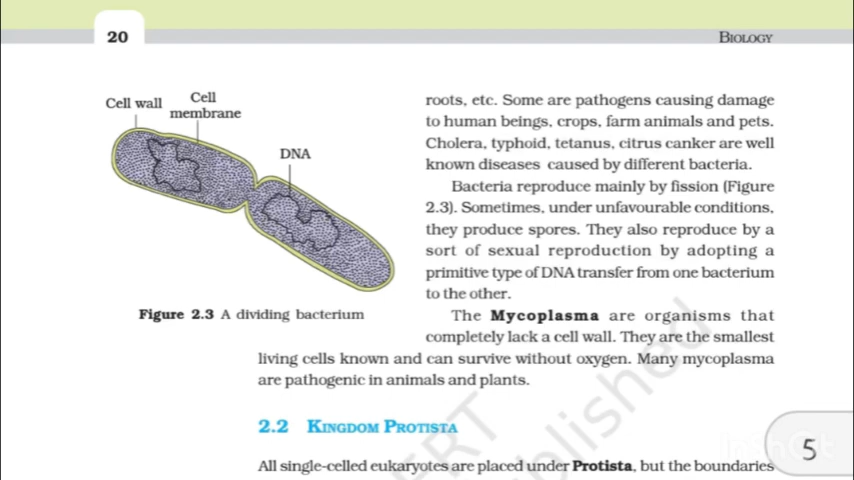 20
BIOLOGY
Cell wall
Cell
membrane
DNA
Figure 2.3 A dividing bacterium
roots, etc. Some are pathogens causing damage
to human beings, crops, farm animals and pets.
Cholera, typhoid, tetanus, citrus canker are well
known diseases caused by different bacteria.
Bacteria reproduce mainly by fission (Figure
2.3). Sometimes, under unfavourable conditions,
they produce spores. They also reproduce by a
sort of sexual reproduction by adopting a
primitive type of DNA transfer from one bacterium
to the other.
The Mycoplasma are organisms that
completely lack a cell wall. They are the smallest
living cells known and can survive without oxygen. Many mycoplasma
are pathogenic in animals and plants.
2.2 KINGDOM PROTISTA
All single-celled eukaryotes are placed under Protista, but the boundaries
5
InShOt